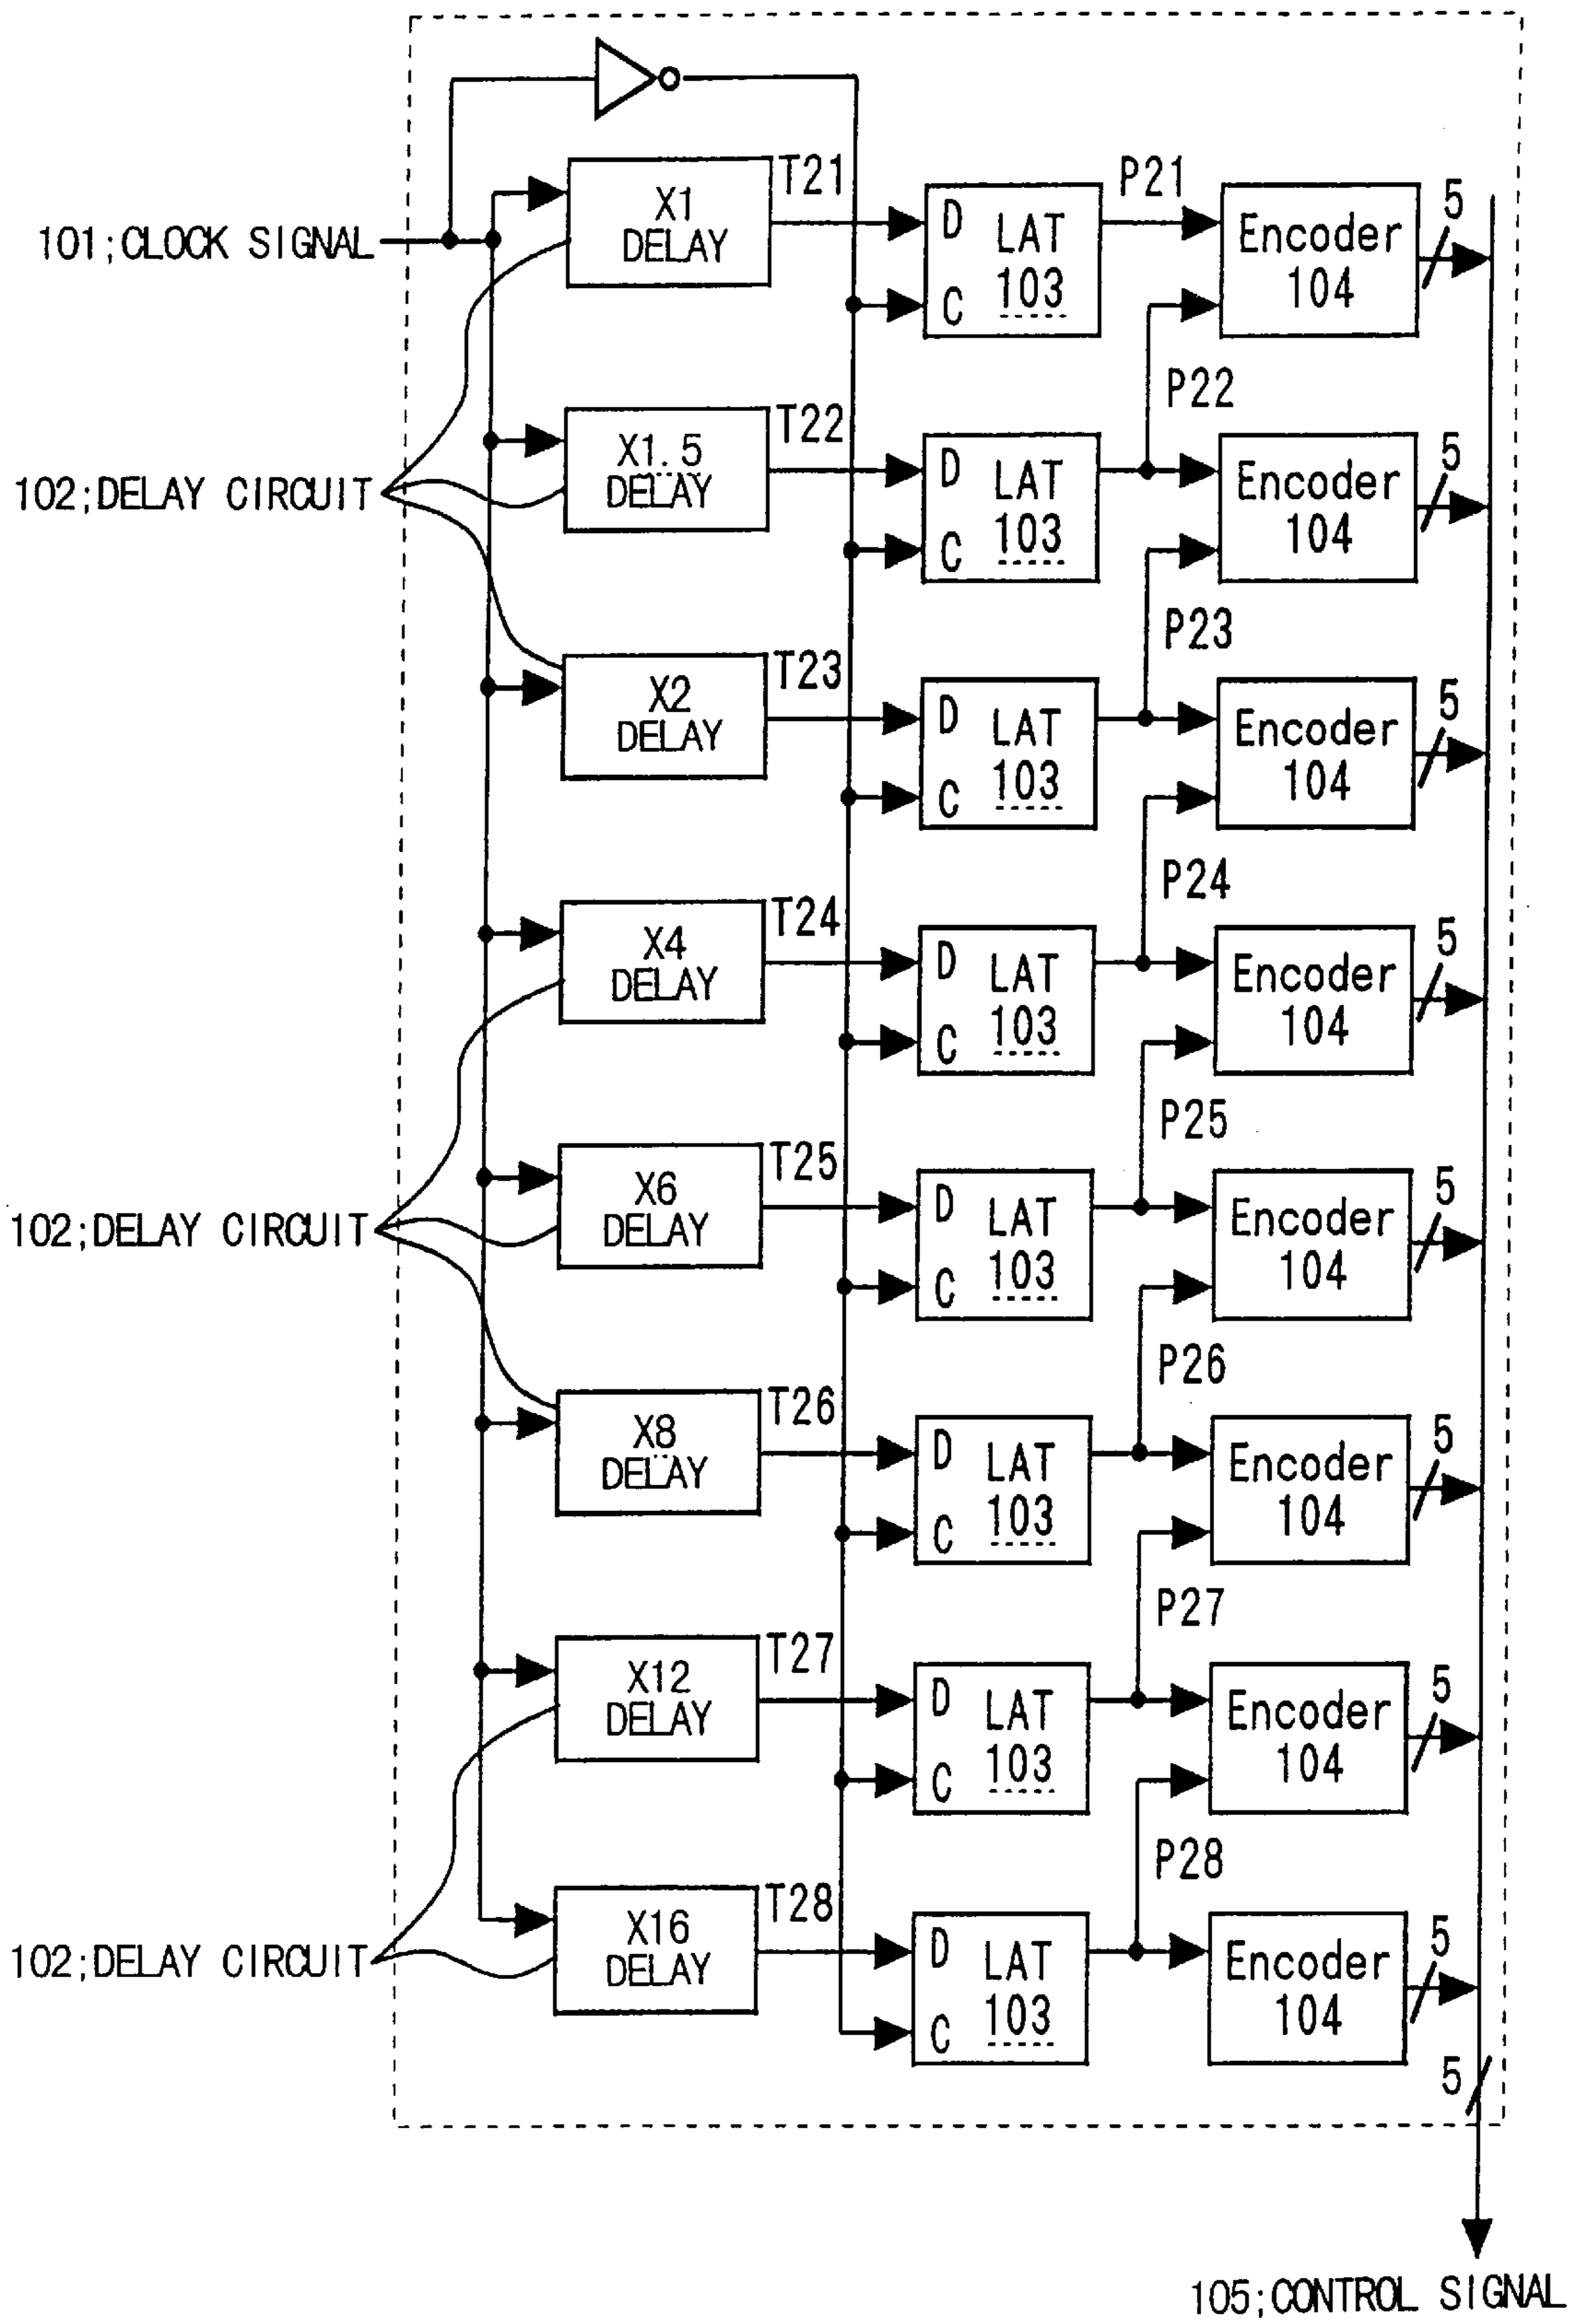 X1
DELAY
T21
D
LAT
103
C
P21
Encoder
104
5
101;CLOCK SIGNAL
P22
X1.5
DELAY
T22
D
LAT
103
C
Encoder
104
5
102;DELAY CIRCUIT
P23
X2
DELAY
T23
D
LAT
103
C
Encoder
104
5
P24
X4
DELAY
T24
D
LAT
103
C
Encoder
104
5
P25
X6
DELAY
T25
D
LAT
103
C
Encoder
104
5
102;DELAY CIRCUIT
P26
X8
DELAY
T26
D
LAT
103
C
Encoder
104
5
P27
X12
DELAY
T27
D
LAT
103
C
Encoder
104
5
P28
X16
DELAY
T28
D
LAT
103
C
Encoder
104
5
102;DELAY CIRCUIT
5
105;CONTROL SIGNAL